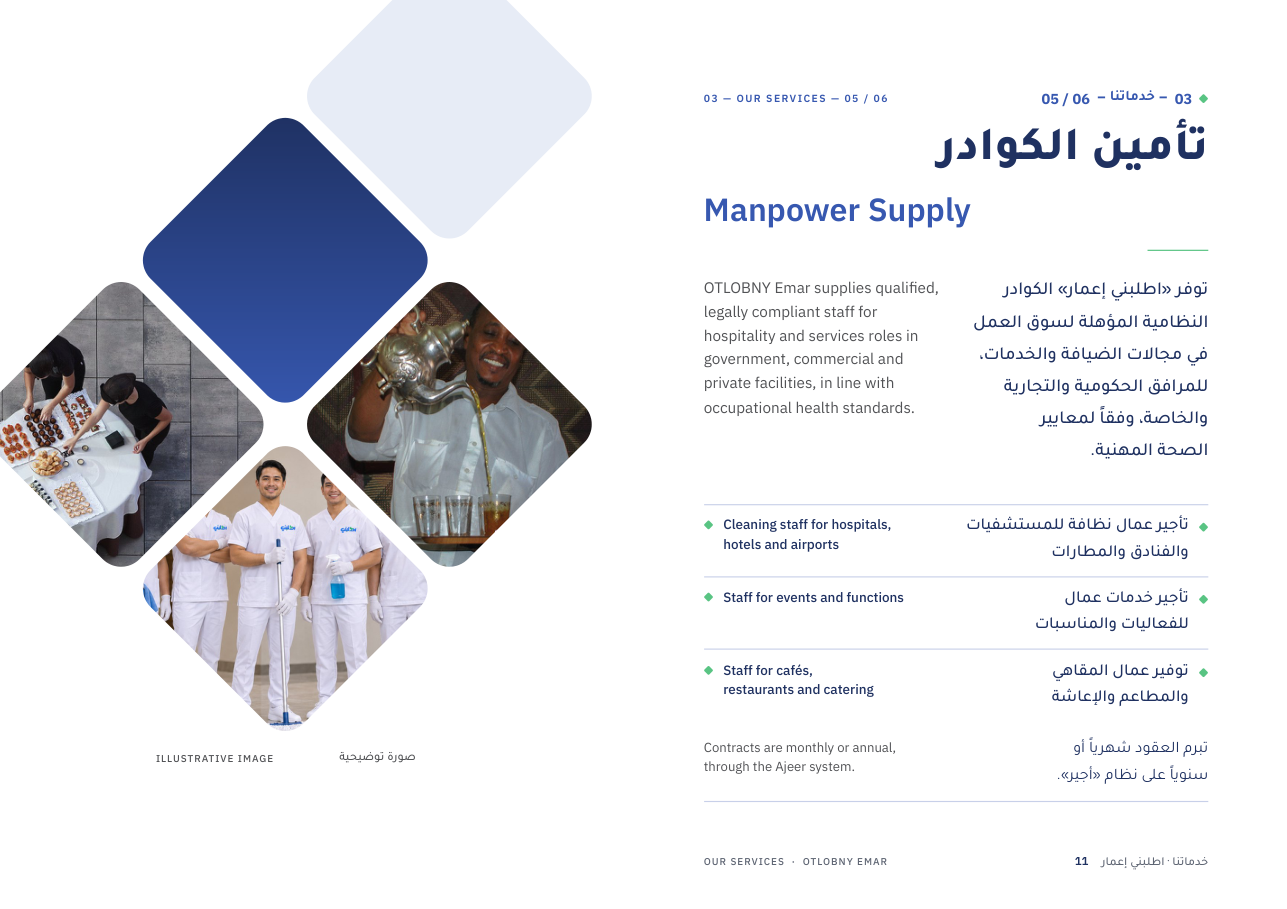 03 — OUR SERVICES — 05 / 06
03 – خدماتنا – 05 / 06
تأمين الكوادر
Manpower Supply
OTLOBNY Emar supplies qualified,
legally compliant staff for
hospitality and services roles in
government, commercial and
private facilities, in line with
occupational health standards.
توفر «اطلبني إعمار» الكوادر
النظامية المؤهلة لسوق العمل
في مجالات الضيافة والخدمات،
للمرافق الحكومية والتجارية
والخاصة، وفقاً لمعايير
الصحة المهنية.
Cleaning staff for hospitals,
hotels and airports
تأجير عمال نظافة للمستشفيات
والفنادق والمطارات
Staff for events and functions
تأجير خدمات عمال
للفعاليات والمناسبات
Staff for cafés,
restaurants and catering
توفير عمال المقاهي
والمطاعم والإعاشة
Contracts are monthly or annual,
through the Ajeer system.
تبرم العقود شهرياً أو
سنوياً على نظام «أجير».
ILLUSTRATIVE IMAGE
صورة توضيحية
OUR SERVICES · OTLOBNY EMAR
خدماتنا · اطلبني إعمار 11